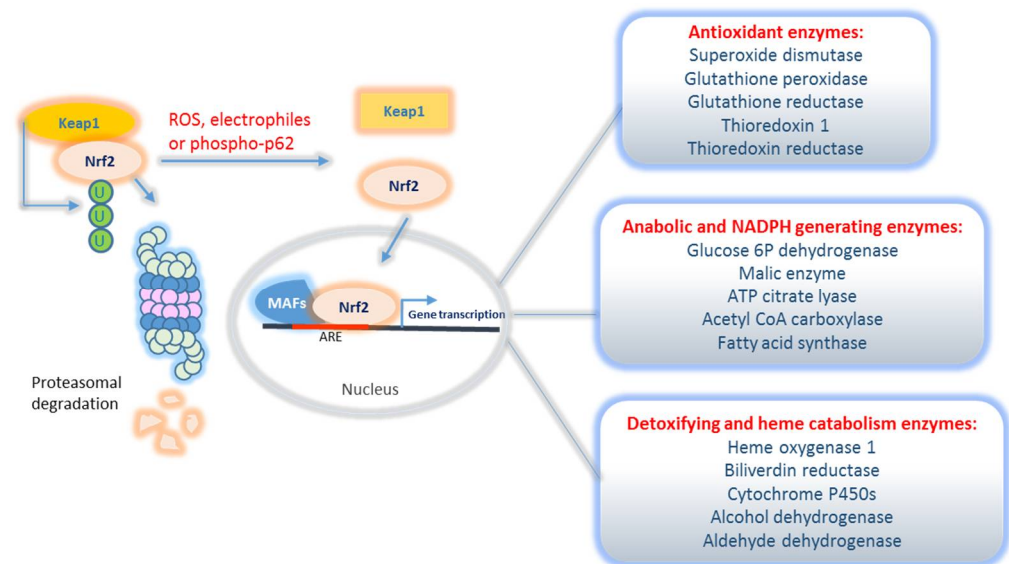 Keap1
Nrf2
U
U
U
ROS, electrophiles
or phospho-p62
Keap1
Nrf2
Proteasomal
degradation
MAFs
Nrf2
Gene transcription
ARE
Nucleus
Antioxidant enzymes:
Superoxide dismutase
Glutathione peroxidase
Glutathione reductase
Thioredoxin 1
Thioredoxin reductase
Anabolic and NADPH generating enzymes:
Glucose 6P dehydrogenase
Malic enzyme
ATP citrate lyase
Acetyl CoA carboxylase
Fatty acid synthase
Detoxifying and heme catabolism enzymes:
Heme oxygenase 1
Biliverdin reductase
Cytochrome P450s
Alcohol dehydrogenase
Aldehyde dehydrogenase